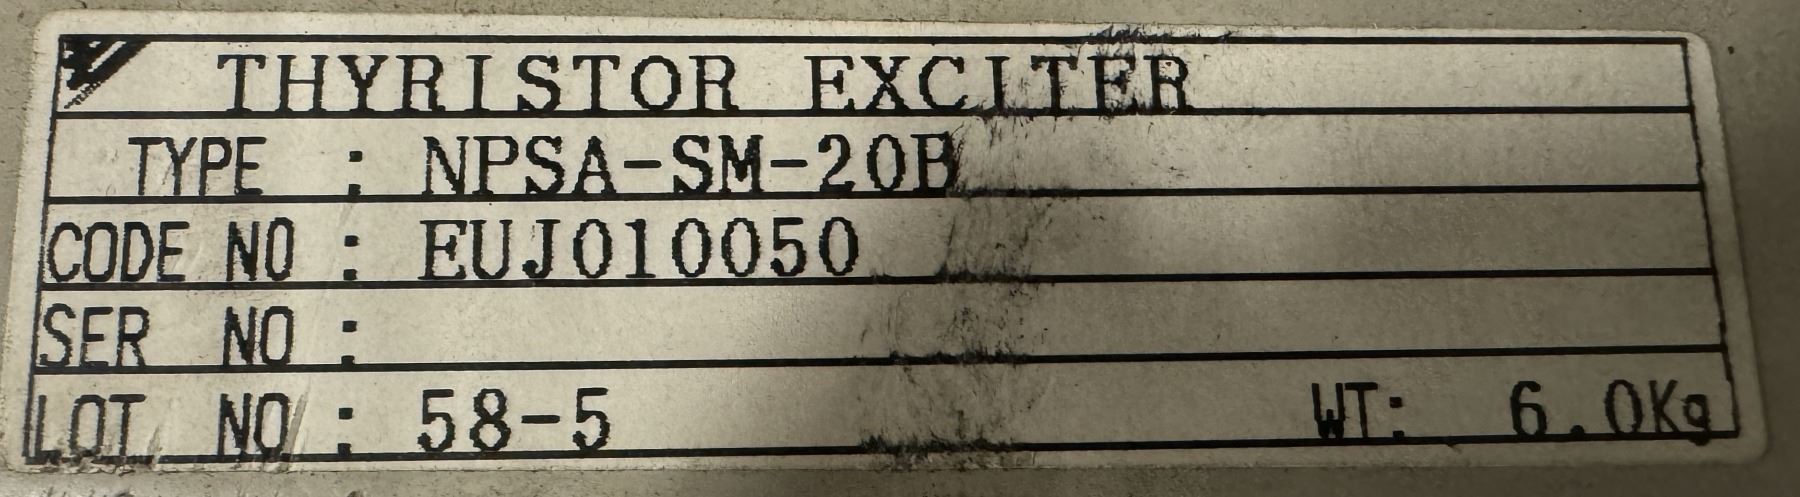 THYRISTOR EXCITER
TYPE : NPSA-SM-20B
CODE NO : EUJ010050
SER NO :
LOT NO : 58-5 WT: 6.0Kg